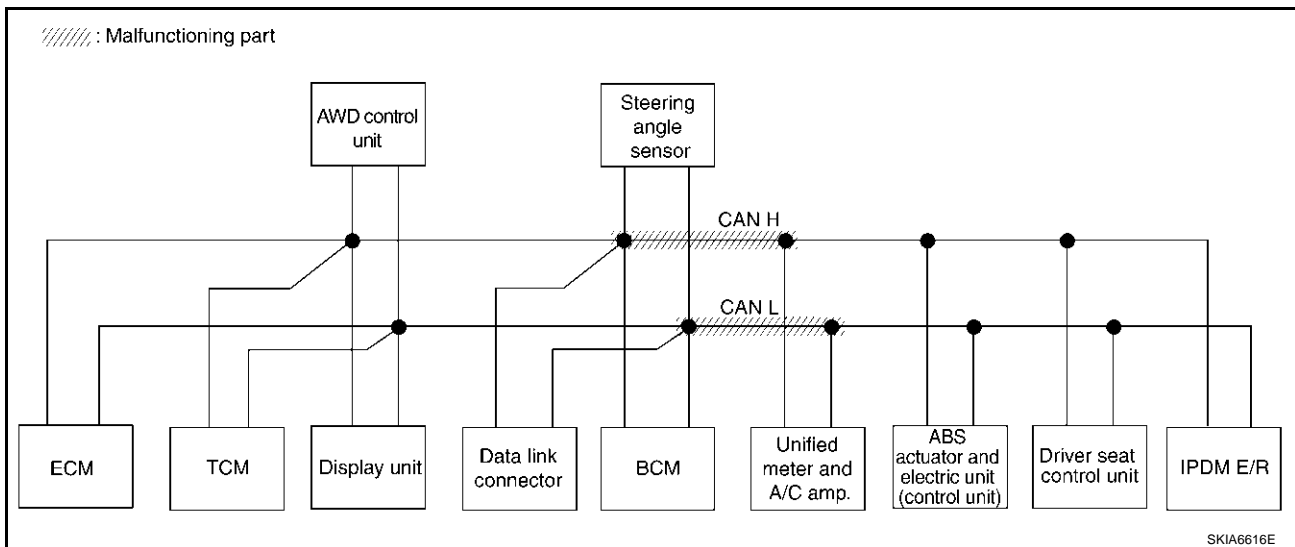 : Malfunctioning part
AWD control
unit
Steering
angle
sensor
CAN H
CAN L
ECM
TCM
Display unit
Data link
connector
BCM
Unified
meter and
A/C amp.
ABS
actuator and
electric unit
(control unit)
Driver seat
control unit
IPDM E/R
SKIA6616E